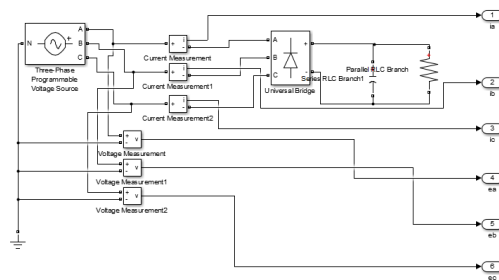 A
B
C
N
Three-Phase
Programmable
Voltage Source
+ i
-
Current Measurement
+ i
-
Current Measurement1
+ i
-
Current Measurement2
A
B
C
+
-
Universal Bridge
Parallel RLC Branch
Series RLC Branch1
+
+ v
-
Voltage Measurement
+ v
-
Voltage Measurement1
+ v
-
Voltage Measurement2
1
ia
2
ib
3
ic
4
ea
5
eb
6
ec